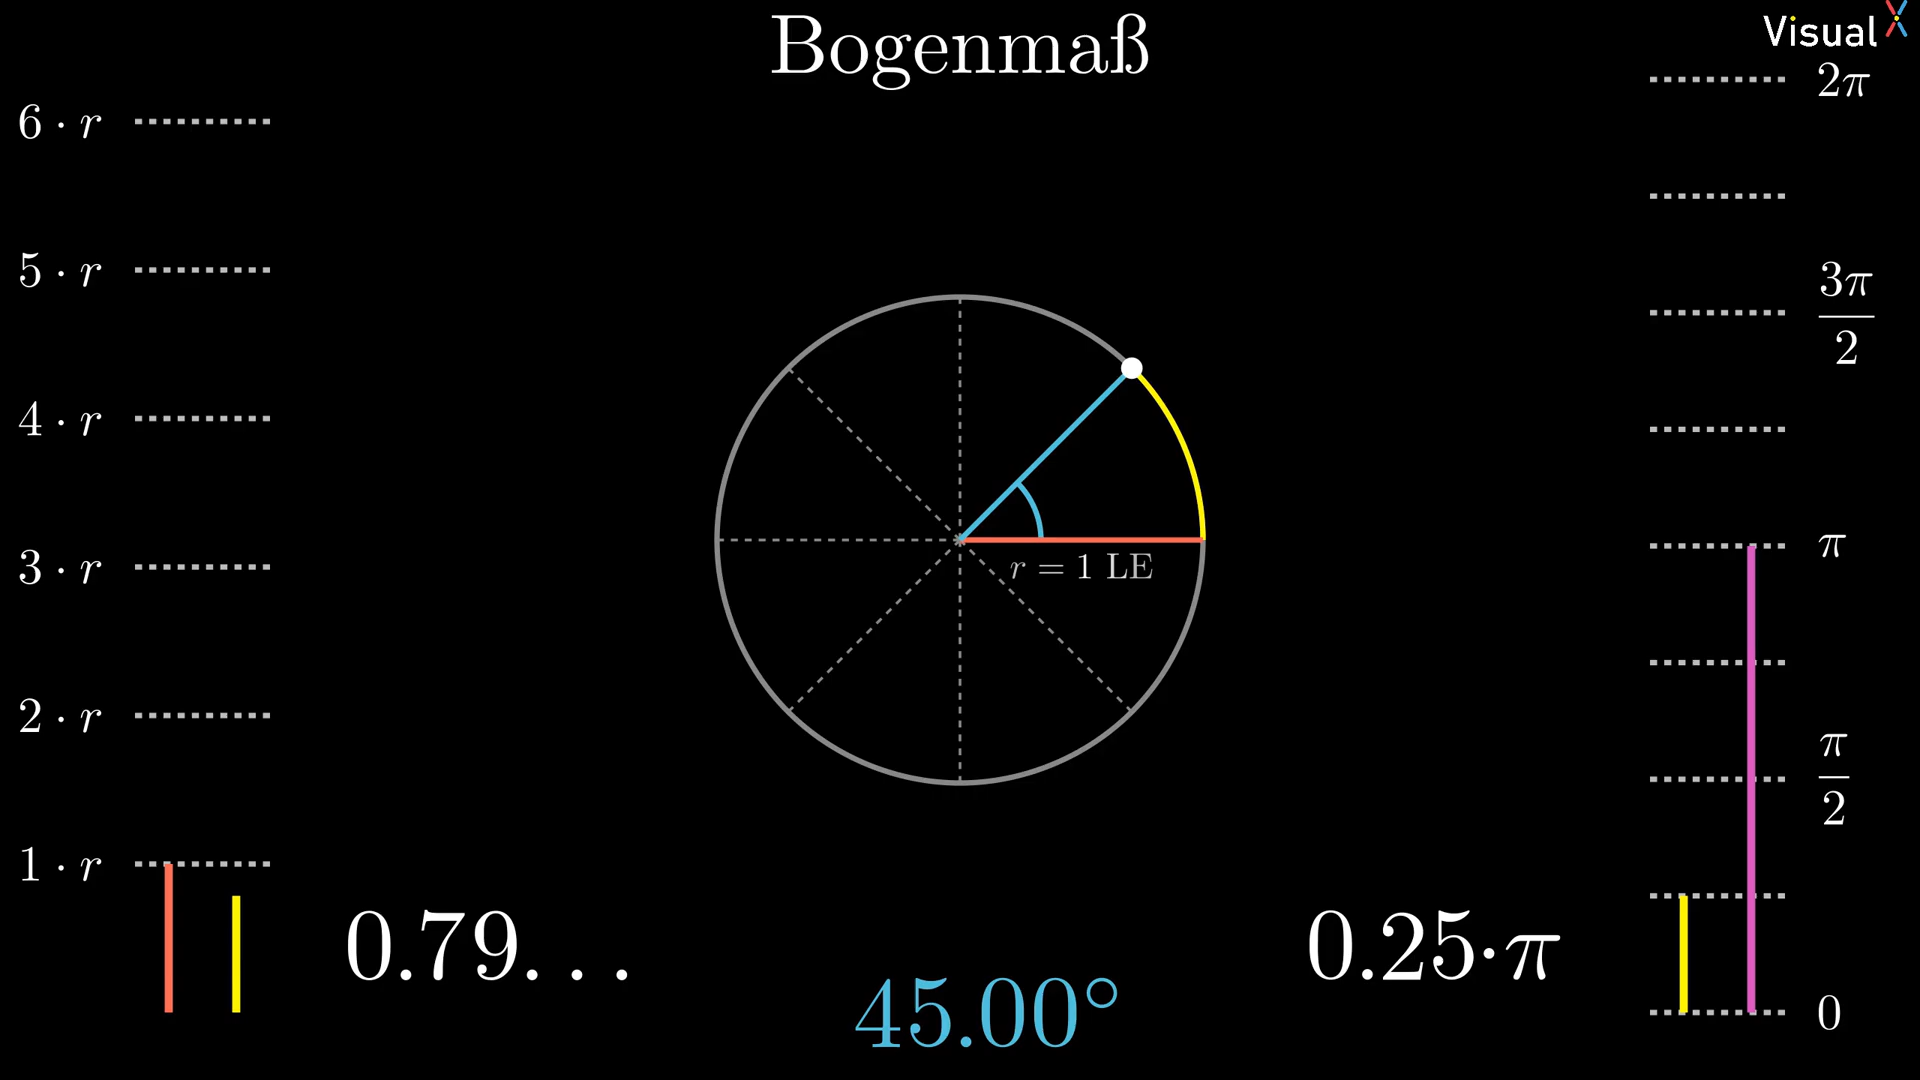 Bogenmaß
VisualX
6 · r
5 · r
4 · r
3 · r
2 · r
1 · r
r = 1 LE
0.79...
45.00°
0.25·π
2π
3π/2
π
π/2
0